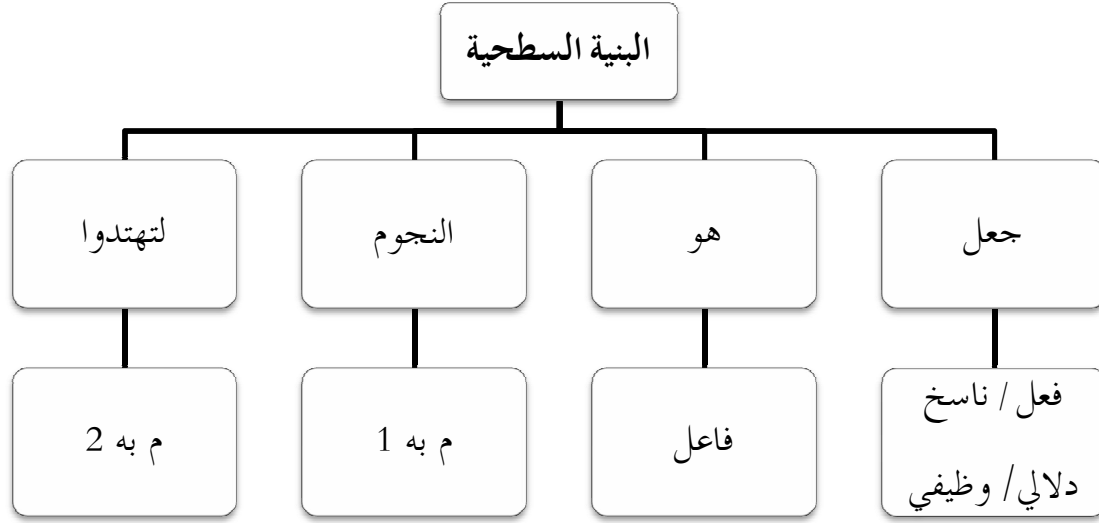 البنية السطحية
جعل
هو
النجوم
لتهتدوا
فعل / ناسخ
دلالي/ وظيفي
فاعل
م به 1
م به 2